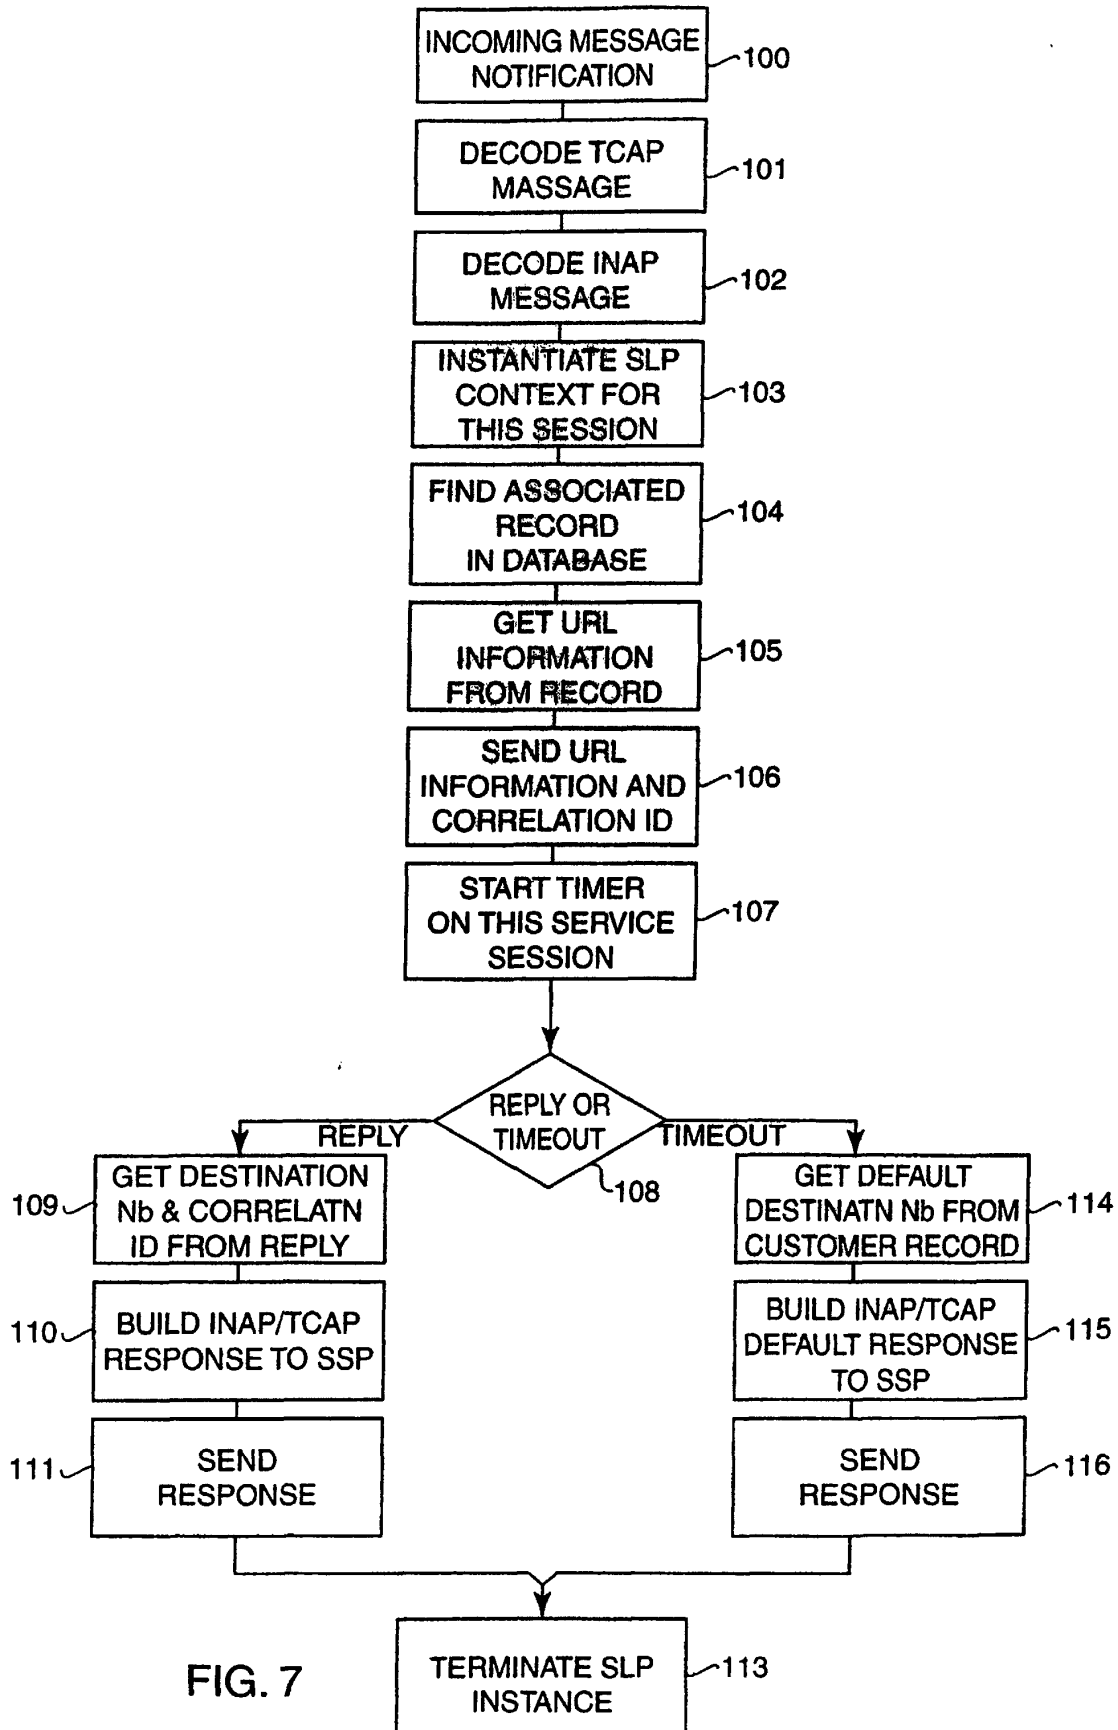 INCOMING MESSAGE
NOTIFICATION
100
DECODE TCAP
MASSAGE
101
DECODE INAP
MESSAGE
102
INSTANTIATE SLP
CONTEXT FOR
THIS SESSION
103
FIND ASSOCIATED
RECORD
IN DATABASE
104
GET URL
INFORMATION
FROM RECORD
105
SEND URL
INFORMATION AND
CORRELATION ID
106
START TIMER
ON THIS SERVICE
SESSION
107
REPLY OR
TIMEOUT
108
REPLY
TIMEOUT
109
GET DESTINATION
Nb & CORRELATN
ID FROM REPLY
GET DEFAULT
DESTINATN Nb FROM
CUSTOMER RECORD
114
110
BUILD INAP/TCAP
RESPONSE TO SSP
BUILD INAP/TCAP
DEFAULT RESPONSE
TO SSP
115
111
SEND
RESPONSE
SEND
RESPONSE
116
TERMINATE SLP
INSTANCE
113
FIG. 7